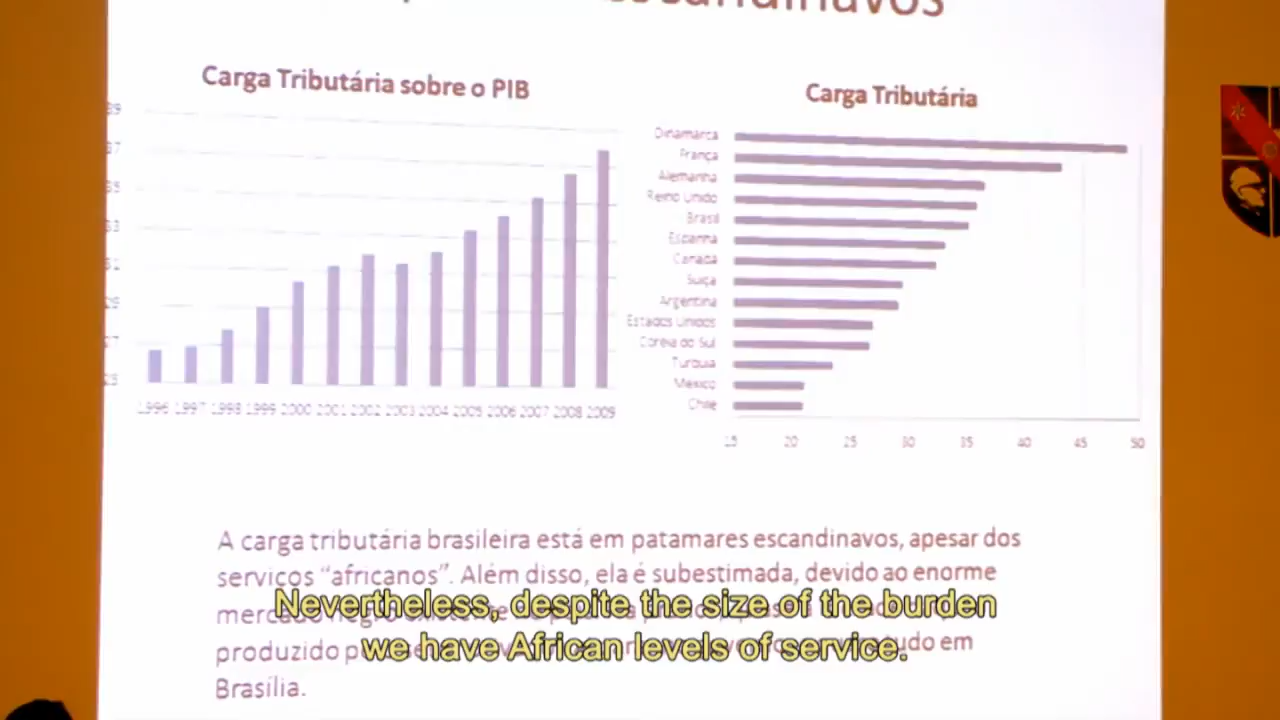 Carga Tributária sobre o PIB
1996 1997 1998 1999 2000 2001 2002 2003 2004 2005 2006 2007 2008 2009
Carga Tributária
Dinamarca
França
Alemanha
Reino Unido
Brasil
Espanha
Canadá
Suíça
Argentina
Estados Unidos
Coreia do Sul
Turquia
México
Chile
15 20 25 30 35 40 45 50
A carga tributária brasileira está em patamares escandinavos, apesar dos
serviços “africanos”. Além disso, ela é subestimada, devido ao enorme
Nevertheless, despite the size of the burden
produzido
em
we have African levels of service.
Brasília.